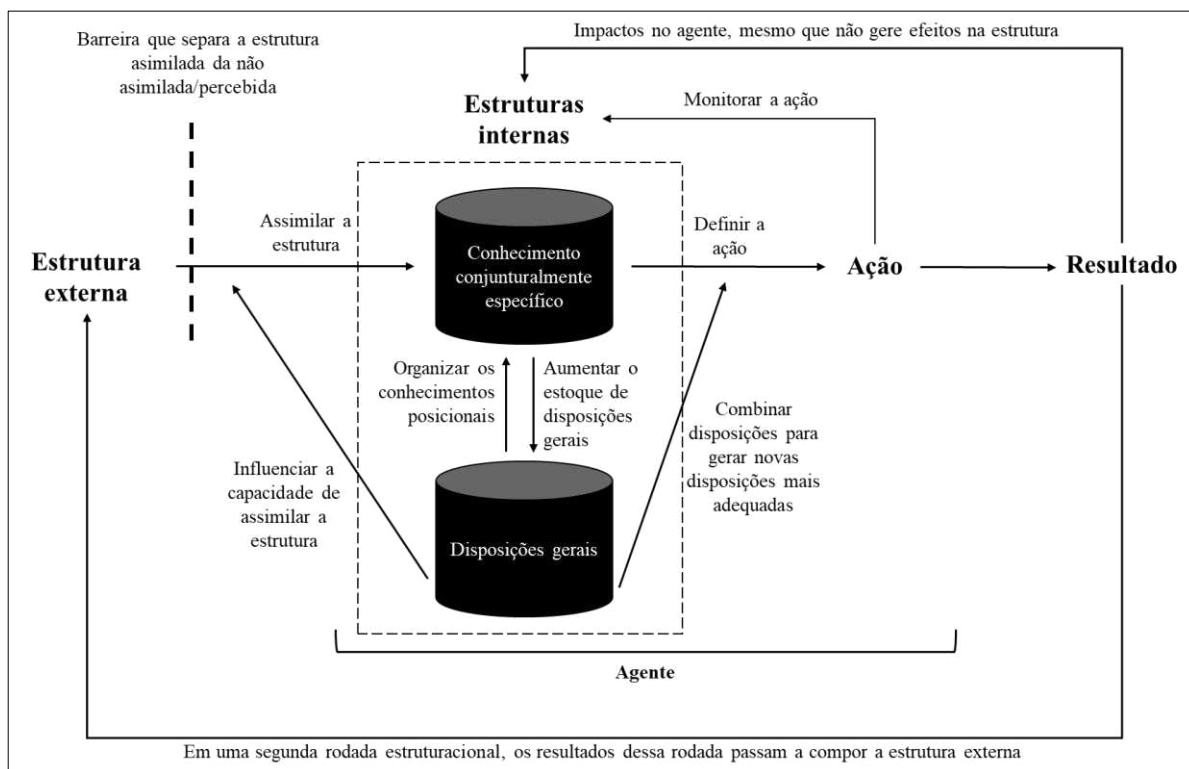 Barreira que separa a estrutura
asimilada da não
asimilada/percebida
Impactos no agente, mesmo que não gere efeitos na estrutura
Estruturas
internas
Monitorar a ação
Assimilar a
estrutura
Definir a
ação
Conhecimento
conjunturalmente
específico
Estrutura
externa
Ação
Resultado
Organizar os
conhecimentos
posicionais
Aumentar o
estoque de
disposições
gerais
Combinar
disposições para
gerar novas
disposições mais
adequadas
Influenciar a
capacidade de
assimilar a
estrutura
Disposições gerais
Agente
Em uma segunda rodada estruturacional, os resultados dessa rodada passam a compor a estrutura externa